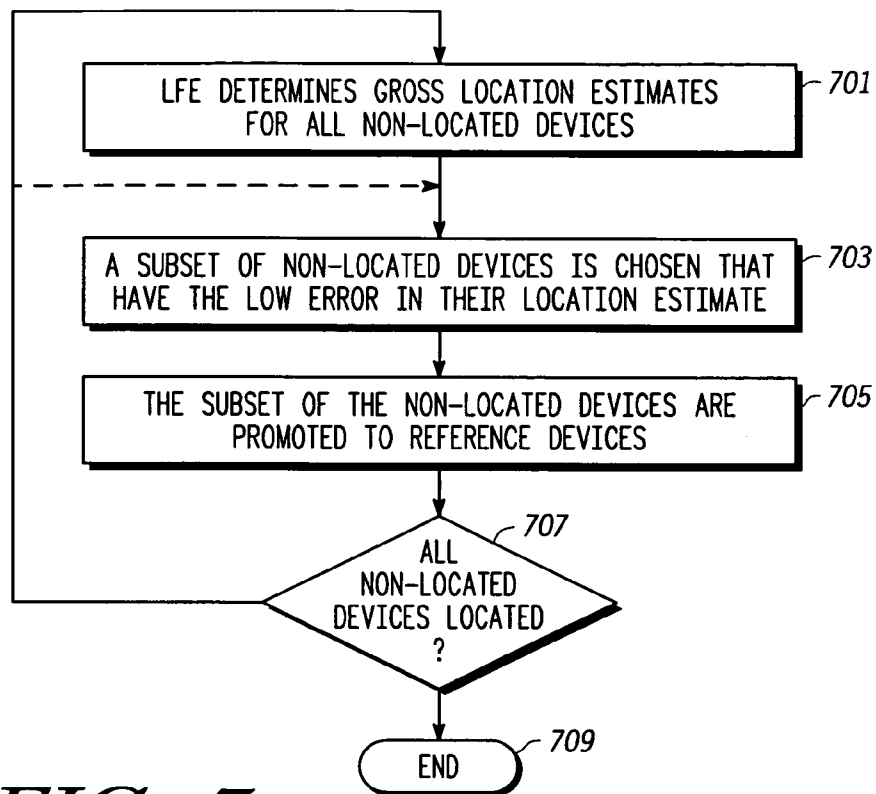 LFE DETERMINES GROSS LOCATION ESTIMATES
FOR ALL NON-LOCATED DEVICES
701
A SUBSET OF NON-LOCATED DEVICES IS CHOSEN THAT
HAVE THE LOW ERROR IN THEIR LOCATION ESTIMATE
703
THE SUBSET OF THE NON-LOCATED DEVICES ARE
PROMOTED TO REFERENCE DEVICES
705
707
ALL
NON-LOCATED
DEVICES LOCATED
?
END
709